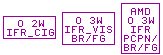 O 2W
IFR_CIG
O 3W
IFR_VIS
BR/FG
AMD
O 3W
IFR
PCPN/
BR/FG